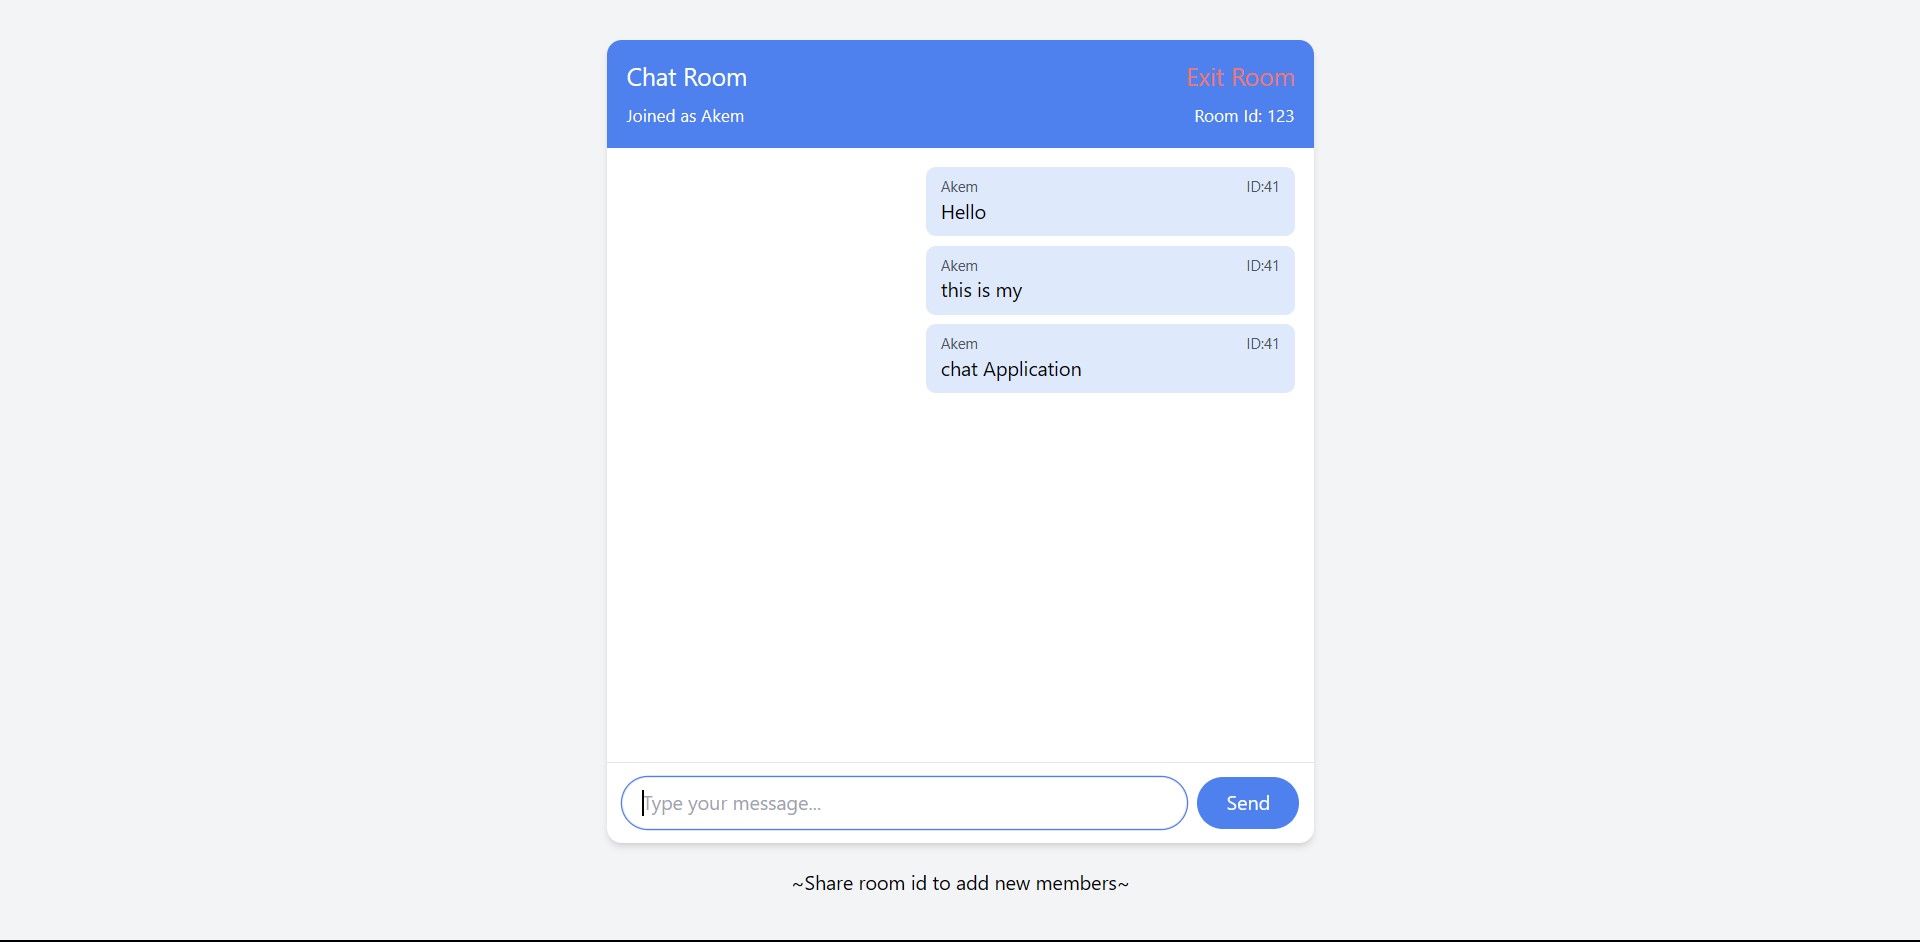 Chat Room
Exit Room
Joined as Akem
Room Id: 123
Akem
ID:41
Hello
Akem
ID:41
this is my
Akem
ID:41
chat Application
Type your message...
Send
~Share room id to add new members~